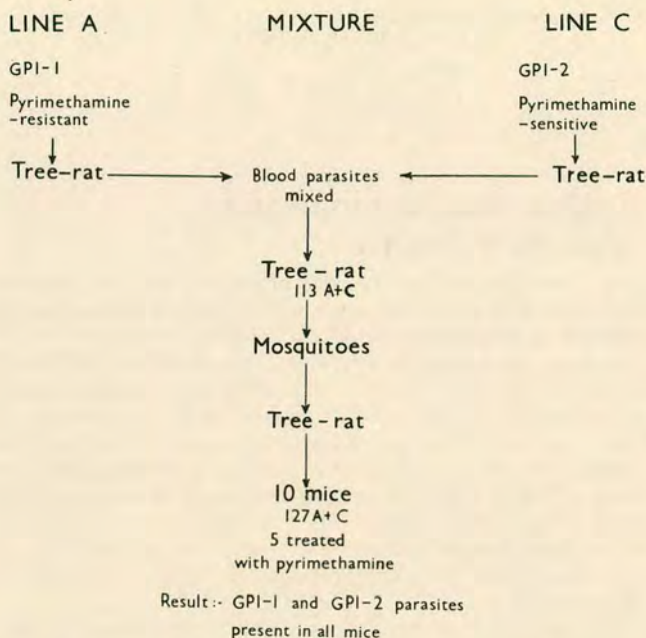 LINE A
MIXTURE
LINE C
GPI-1
GPI-2
Pyrimethamine
-resistant
Pyrimethamine
-sensitive
Tree-rat
Blood parasites
mixed
Tree-rat
Tree-rat
113 A+C
Mosquitoes
Tree-rat
10 mice
127A+C
5 treated
with pyrimethamine
Result:- GPI-1 and GPI-2 parasites
present in all mice